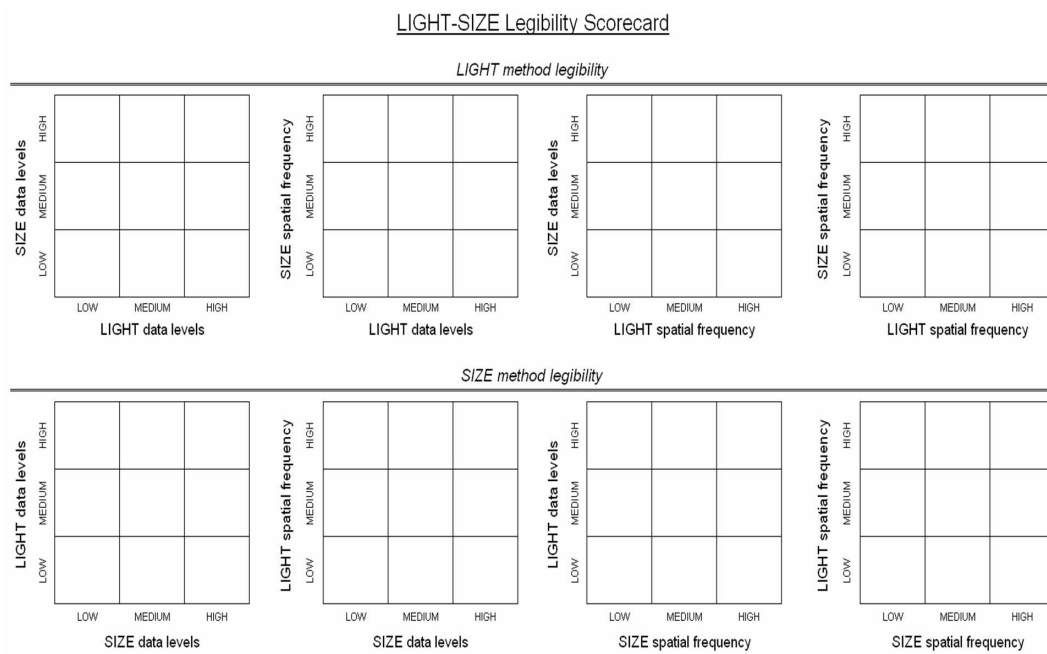 LIGHT-SIZE Legibility Scorecard
LIGHT method legibility
SIZE data levels
HIGH
MEDIUM
LOW
LOW MEDIUM HIGH
LIGHT data levels
SIZE spatial frequency
HIGH
MEDIUM
LOW
LOW MEDIUM HIGH
LIGHT data levels
SIZE data levels
HIGH
MEDIUM
LOW
LOW MEDIUM HIGH
LIGHT spatial frequency
SIZE spatial frequency
HIGH
MEDIUM
LOW
LOW MEDIUM HIGH
LIGHT spatial frequency
SIZE method legibility
LIGHT data levels
HIGH
MEDIUM
LOW
LOW MEDIUM HIGH
SIZE data levels
LIGHT spatial frequency
HIGH
MEDIUM
LOW
LOW MEDIUM HIGH
SIZE data levels
LIGHT data levels
HIGH
MEDIUM
LOW
LOW MEDIUM HIGH
SIZE spatial frequency
LIGHT spatial frequency
HIGH
MEDIUM
LOW
LOW MEDIUM HIGH
SIZE spatial frequency